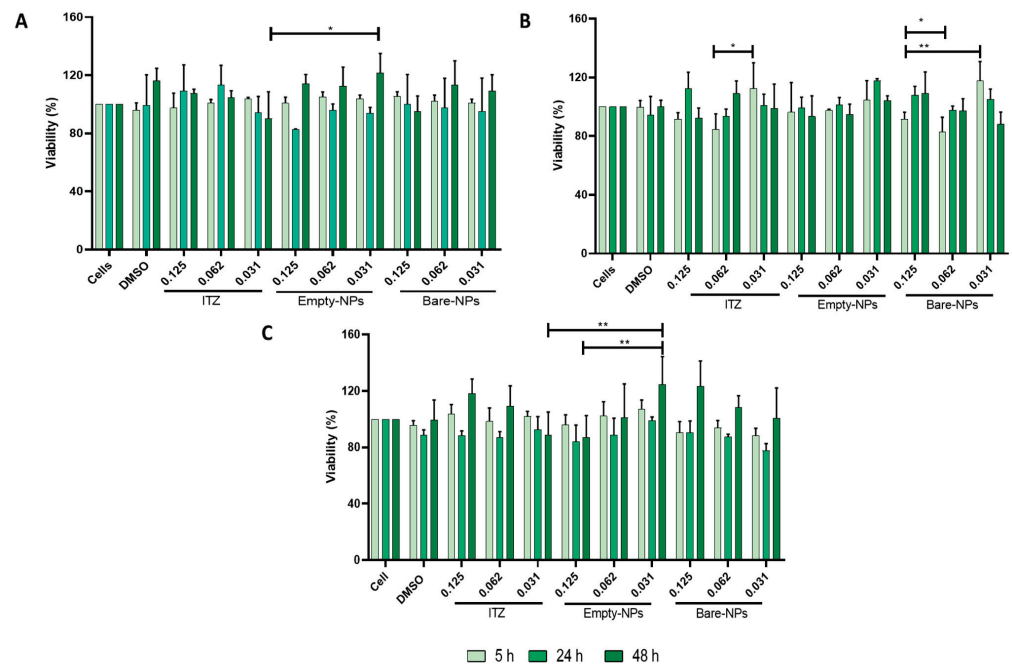 A
Viability (%)
160
120
80
40
0
*
Cells
DMSO
0.125
0.062
0.031
0.125
0.062
0.031
0.125
0.062
0.031
ITZ
Empty-NPs
Bare-NPs
B
Viability (%)
160
120
80
40
0
*
*
**
Cells
DMSO
0.125
0.062
0.031
0.125
0.062
0.031
0.125
0.062
0.031
ITZ
Empty-NPs
Bare-NPs
C
Viability (%)
160
120
80
40
0
**
**
Cell
DMSO
0.125
0.062
0.031
0.125
0.062
0.031
0.125
0.062
0.031
ITZ
Empty-NPs
Bare-NPs
5 h 24 h 48 h